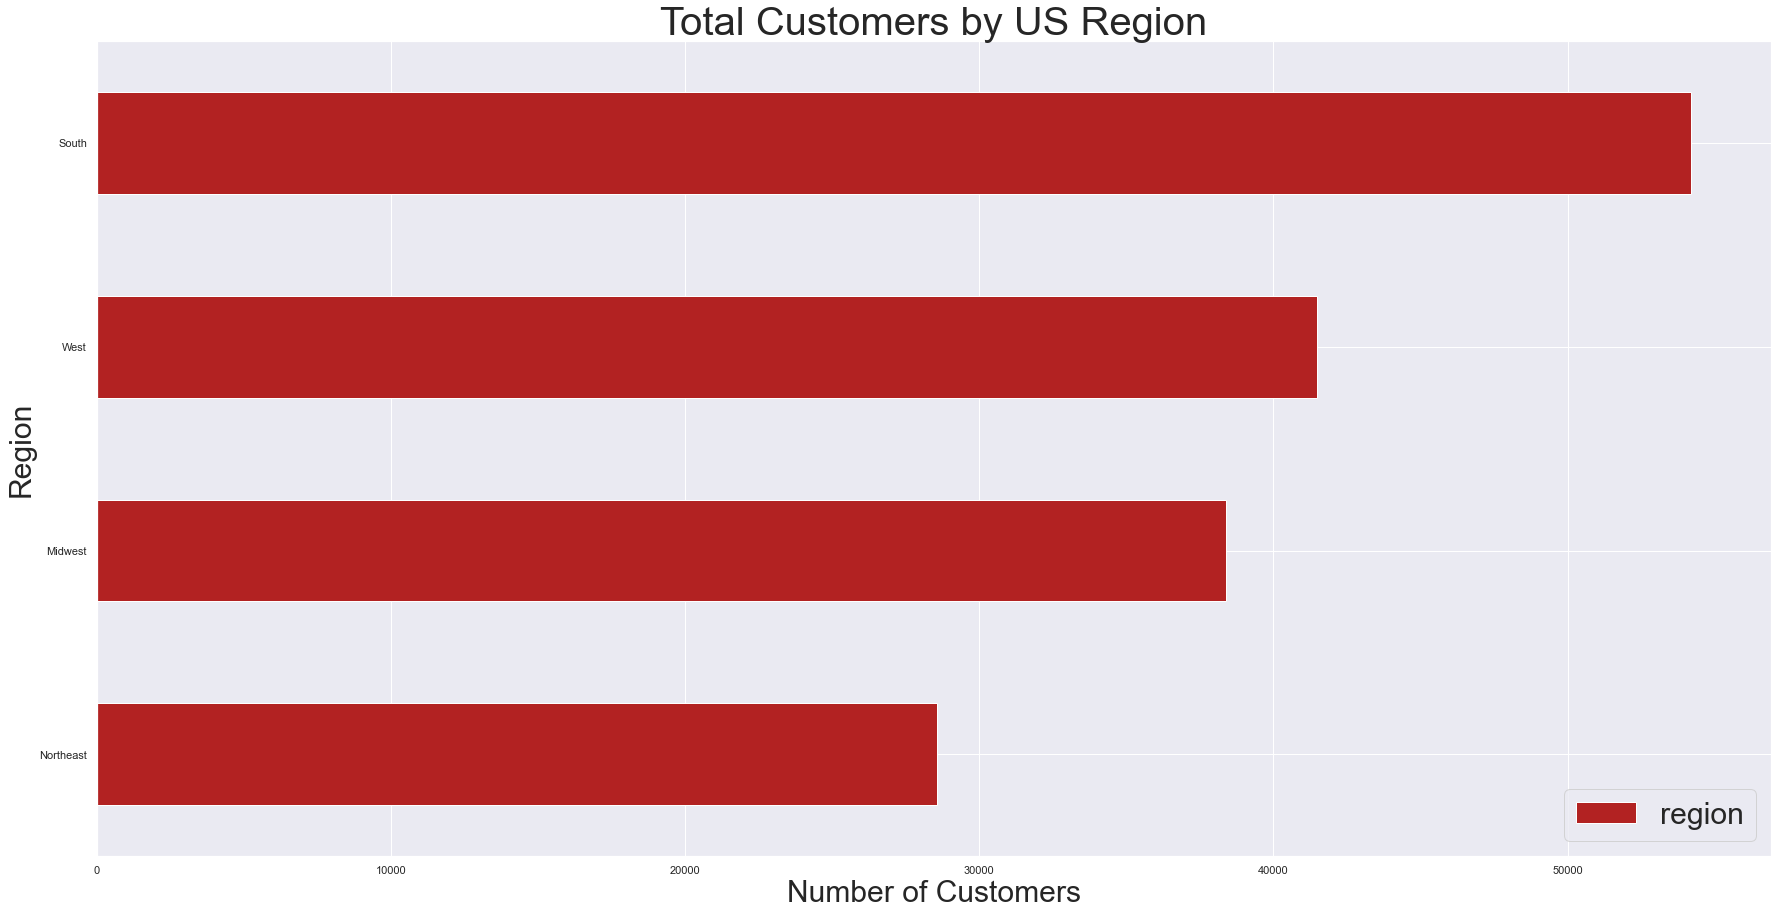 Total Customers by US Region
South
West
Midwest
Northeast
Region
region
0 10000 20000 30000 40000 50000
Number of Customers